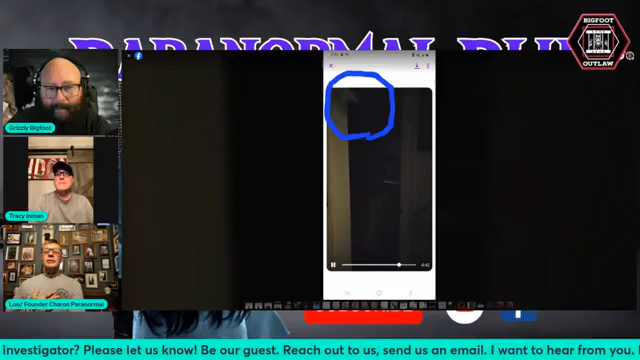 PARANORMAL
BIGFOOT
OUTLAW
Grizzly Bigfoot
Tracy Inman
Lou/ Founder Charon Paranormal
investigator? Please let us know! Be our guest. Reach out to us, send us an email. I want to hear from you.